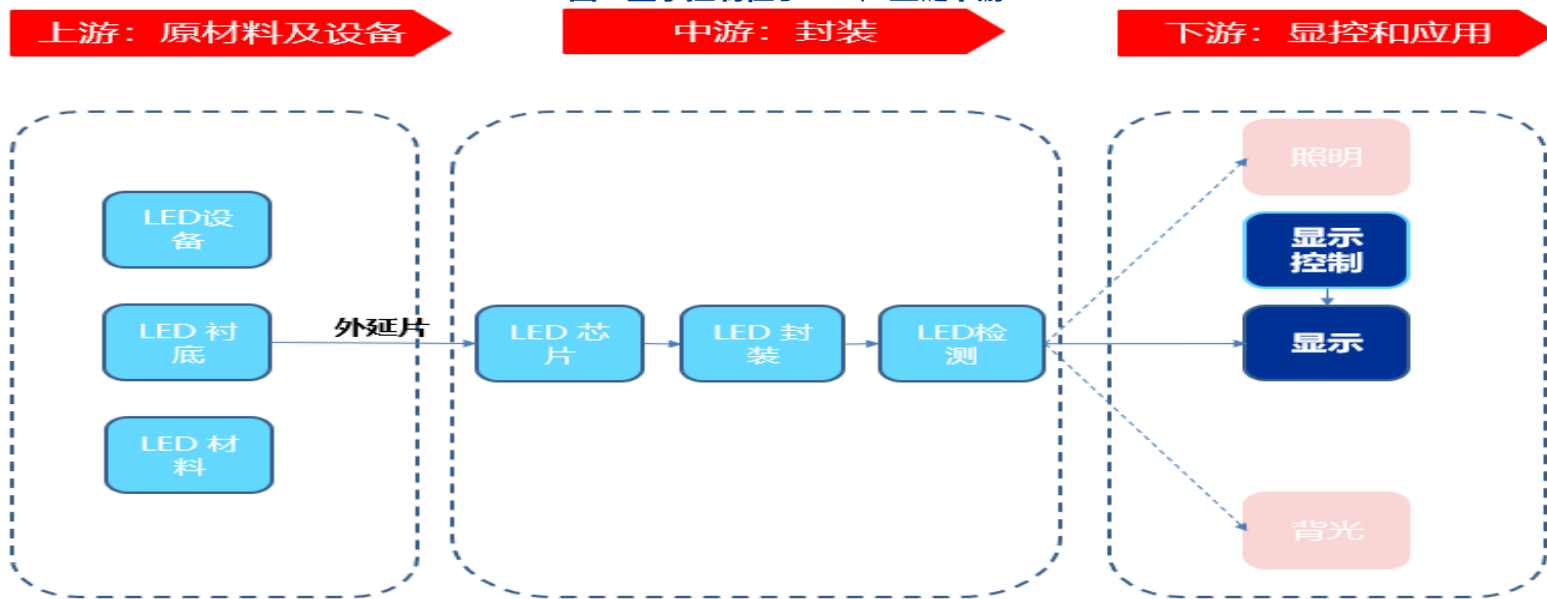 上游：原材料及设备
中游：封装
下游：显控和应用
照明
LED设
备
显示
控制
LED 衬
底
外延片
LED 芯
片
LED 封
装
LED检
测
显示
LED 材
料
背光